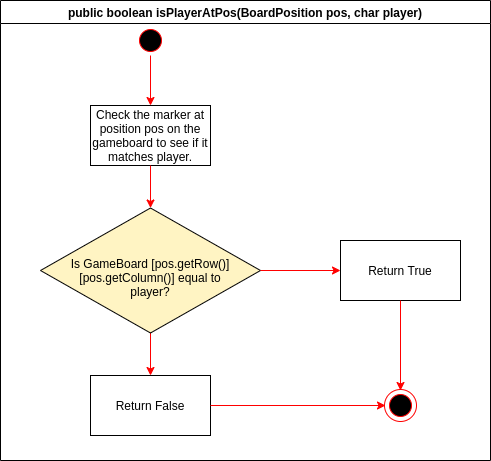 public boolean isPlayerAtPos(BoardPosition pos, char player)
Check the marker at
position pos on the
gameboard to see if it
matches player.
Is GameBoard [pos.getRow()]
[pos.getColumn()] equal to
player?
Return True
Return False